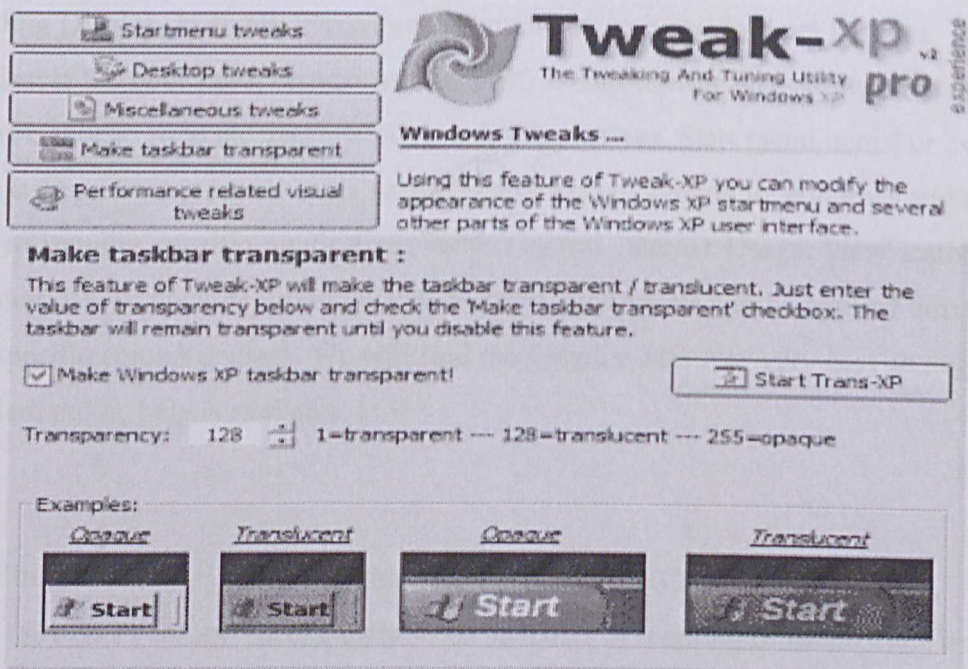 Startmenu tweaks
Desktop tweaks
Miscellaneous tweaks
Make taskbar transparent
Performance related visual
tweaks
Tweak-XP v2
The Tweaking And Tuning Utility
For Windows XP
pro
experience
Windows Tweaks ...
Using this feature of Tweak-XP you can modify the
appearance of the Windows XP startmenu and several
other parts of the Windows XP user interface.
Make taskbar transparent :
This feature of Tweak-XP will make the taskbar transparent / translucent. Just enter the
value of transparency below and check the 'Make taskbar transparent' checkbox. The
taskbar will remain transparent until you disable this feature.
Make Windows XP taskbar transparent!
Start Trans-XP
Transparency: 128 1=transparent --- 128=translucent --- 255=opaque
Examples:
Opaque Translucent Opaque Translucent
Start Start Start Start